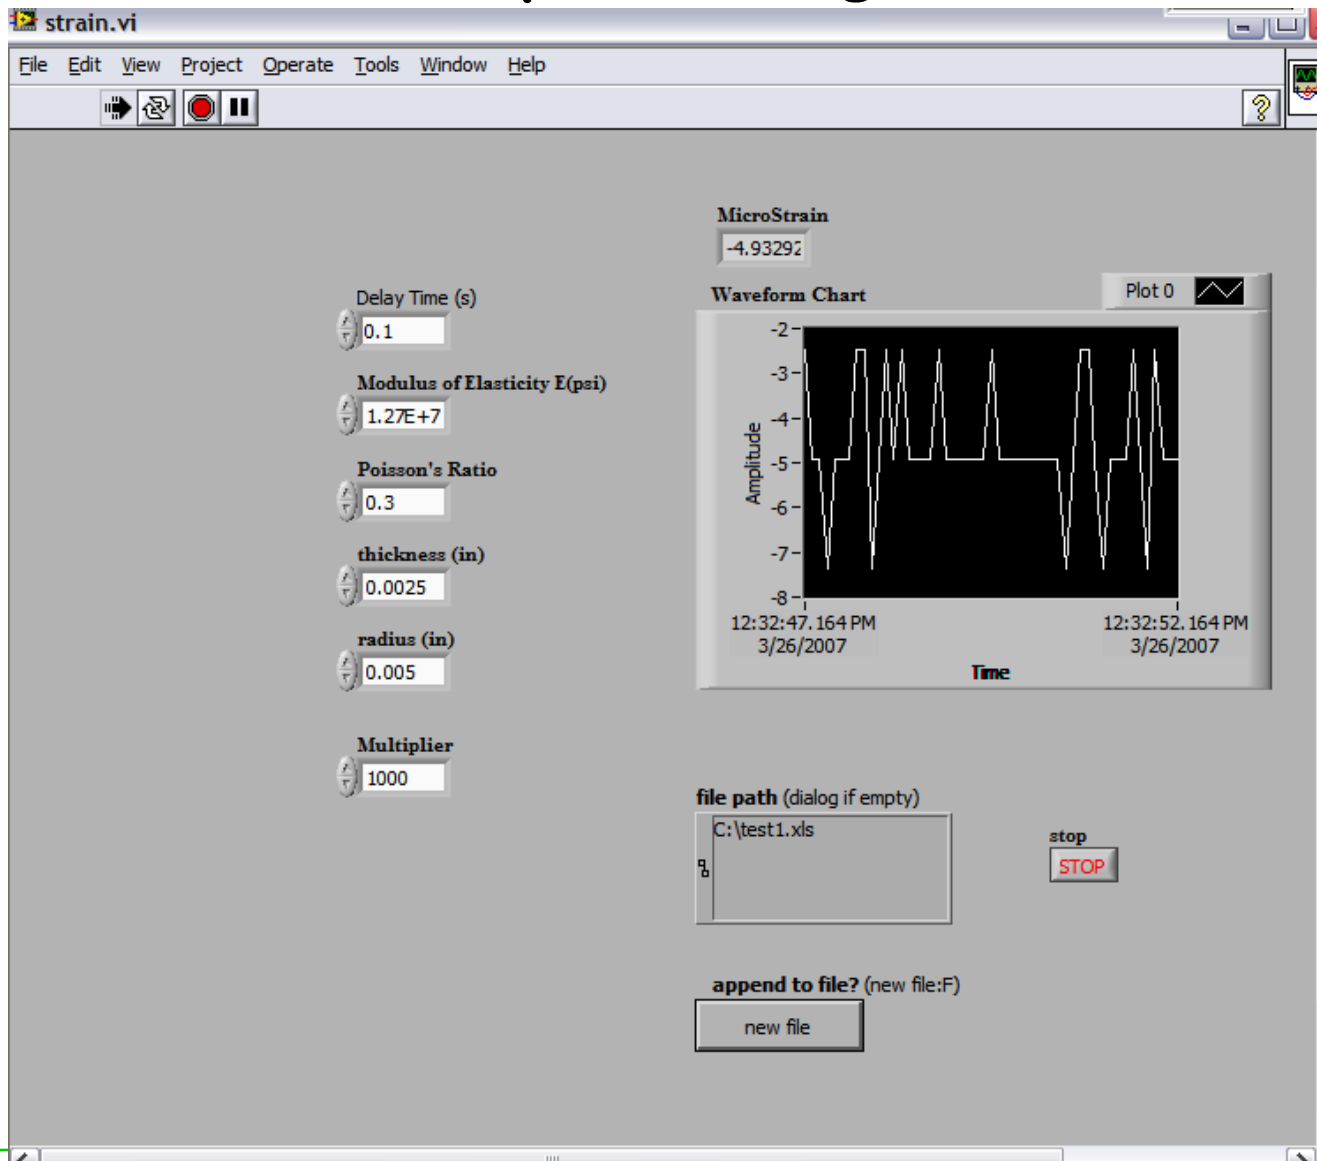 strain.vi
File Edit View Project Operate Tools Window Help
MicroStrain
-4.93292
Delay Time (s)
0.1
Waveform Chart
Plot 0
Modulus of Elasticity E(psi)
1.27E+7
Poisson's Ratio
0.3
thickness (in)
0.0025
radius (in)
0.005
Multiplier
1000
Amplitude
-2
-3
-4
-5
-6
-7
-8
12:32:47.164 PM
3/26/2007
12:32:52.164 PM
3/26/2007
Time
file path (dialog if empty)
C:\test1.xls
stop
STOP
append to file? (new file:F)
new file